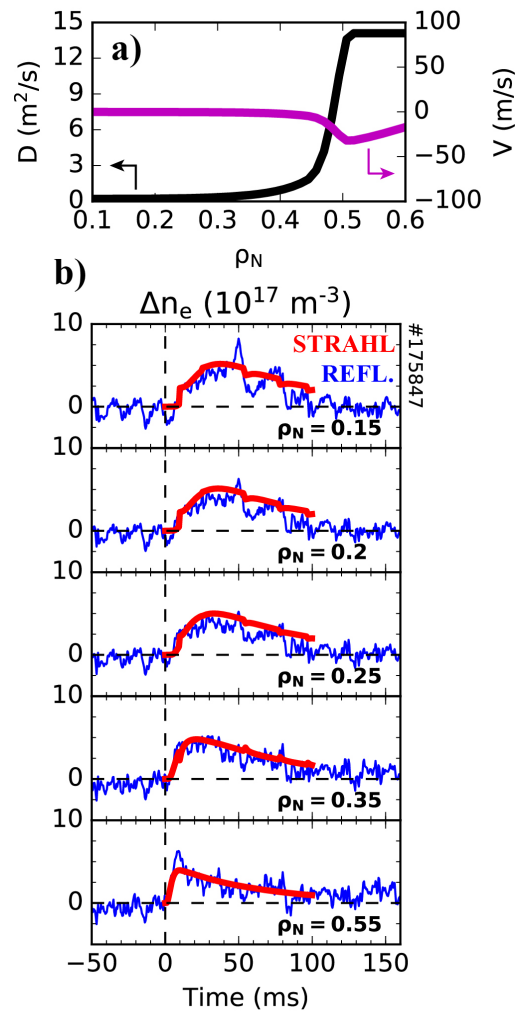 a)
D (m²/s)
15
12
9
6
3
0
100
50
0
−50
−100
V (m/s)
0.1 0.2 0.3 0.4 0.5 0.6
ρN
b)
Δne (10¹⁷ m⁻³)
#175847
10
STRAHL
REFL.
0
ρN = 0.15
10
0
ρN = 0.2
10
0
ρN = 0.25
10
0
ρN = 0.35
10
0
ρN = 0.55
−50 0 50 100 150
Time (ms)